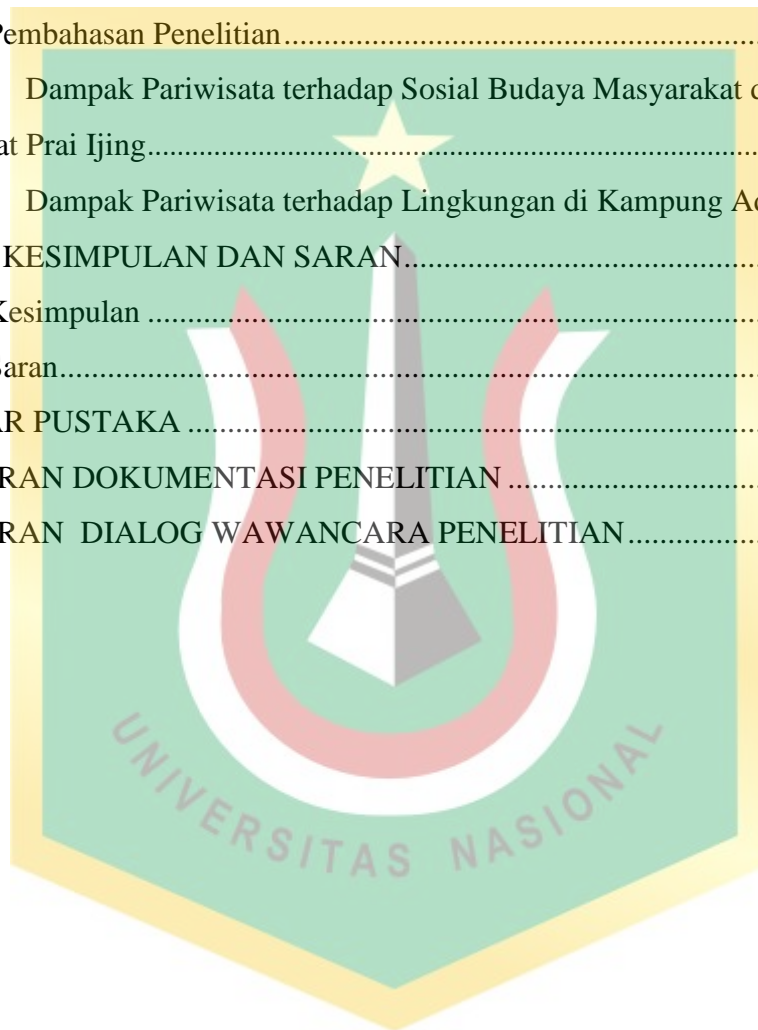 Pembahasan Penelitian
Dampak Pariwisata terhadap Sosial Budaya Masyarakat
Prai Ijing
Dampak Pariwisata terhadap Lingkungan di Kampung
KESIMPULAN DAN SARAN
Kesimpulan
Saran
PUSTAKA
DOKUMENTASI PENELITIAN
DIALOG WAWANCARA PENELITIAN
UNIVERSITAS NASIONAL